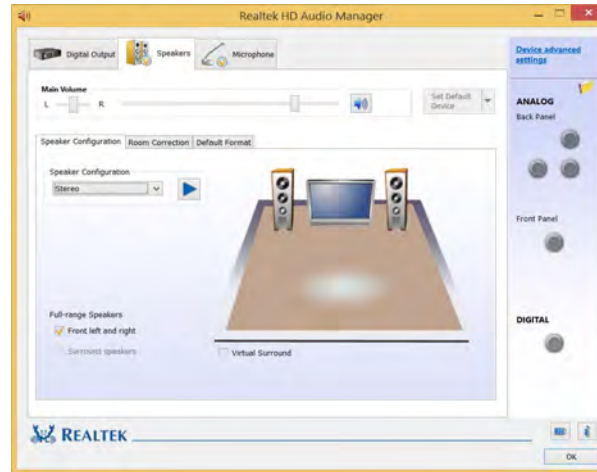 Realtek HD Audio Manager
Digital Output
Speakers
Microphone
Device advanced settings
Main Volume
L
R
Set Default Device
ANALOG
Back Panel
Speaker Configuration
Room Correction
Default Format
Speaker Configuration
Stereo
Front Panel
Full-range Speakers
Front left and right
Surround speakers
Virtual Surround
DIGITAL
REALTEK
OK